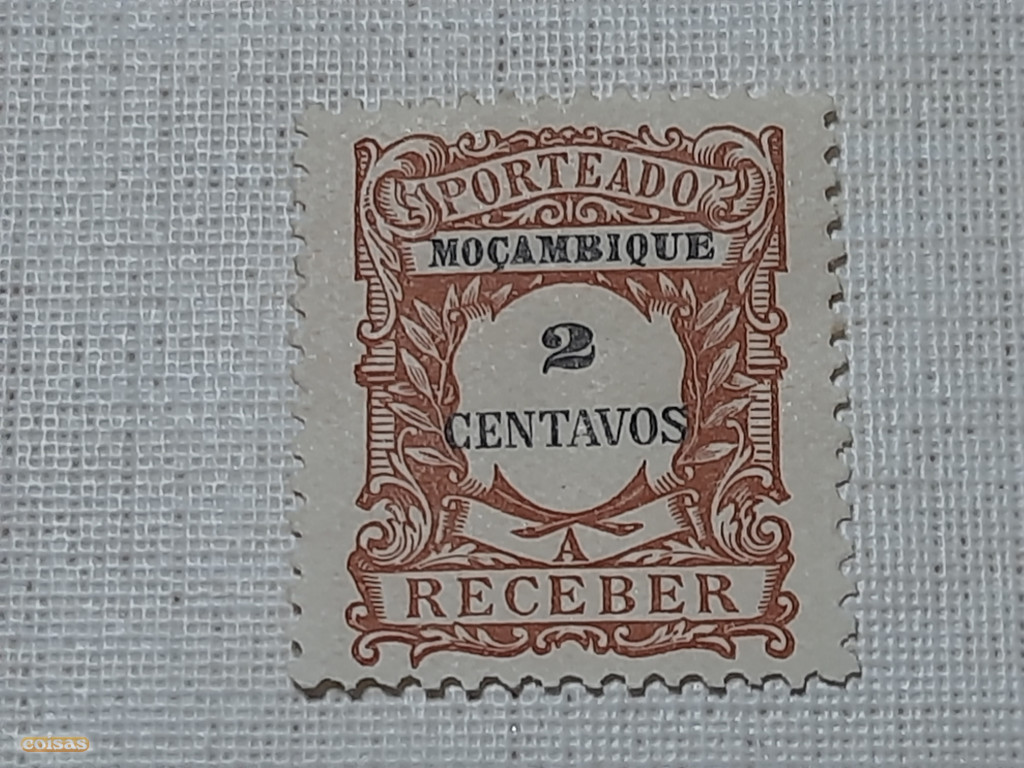 PORTEADO
MOÇAMBIQUE
2
CENTAVOS
A
RECEBER
coisas